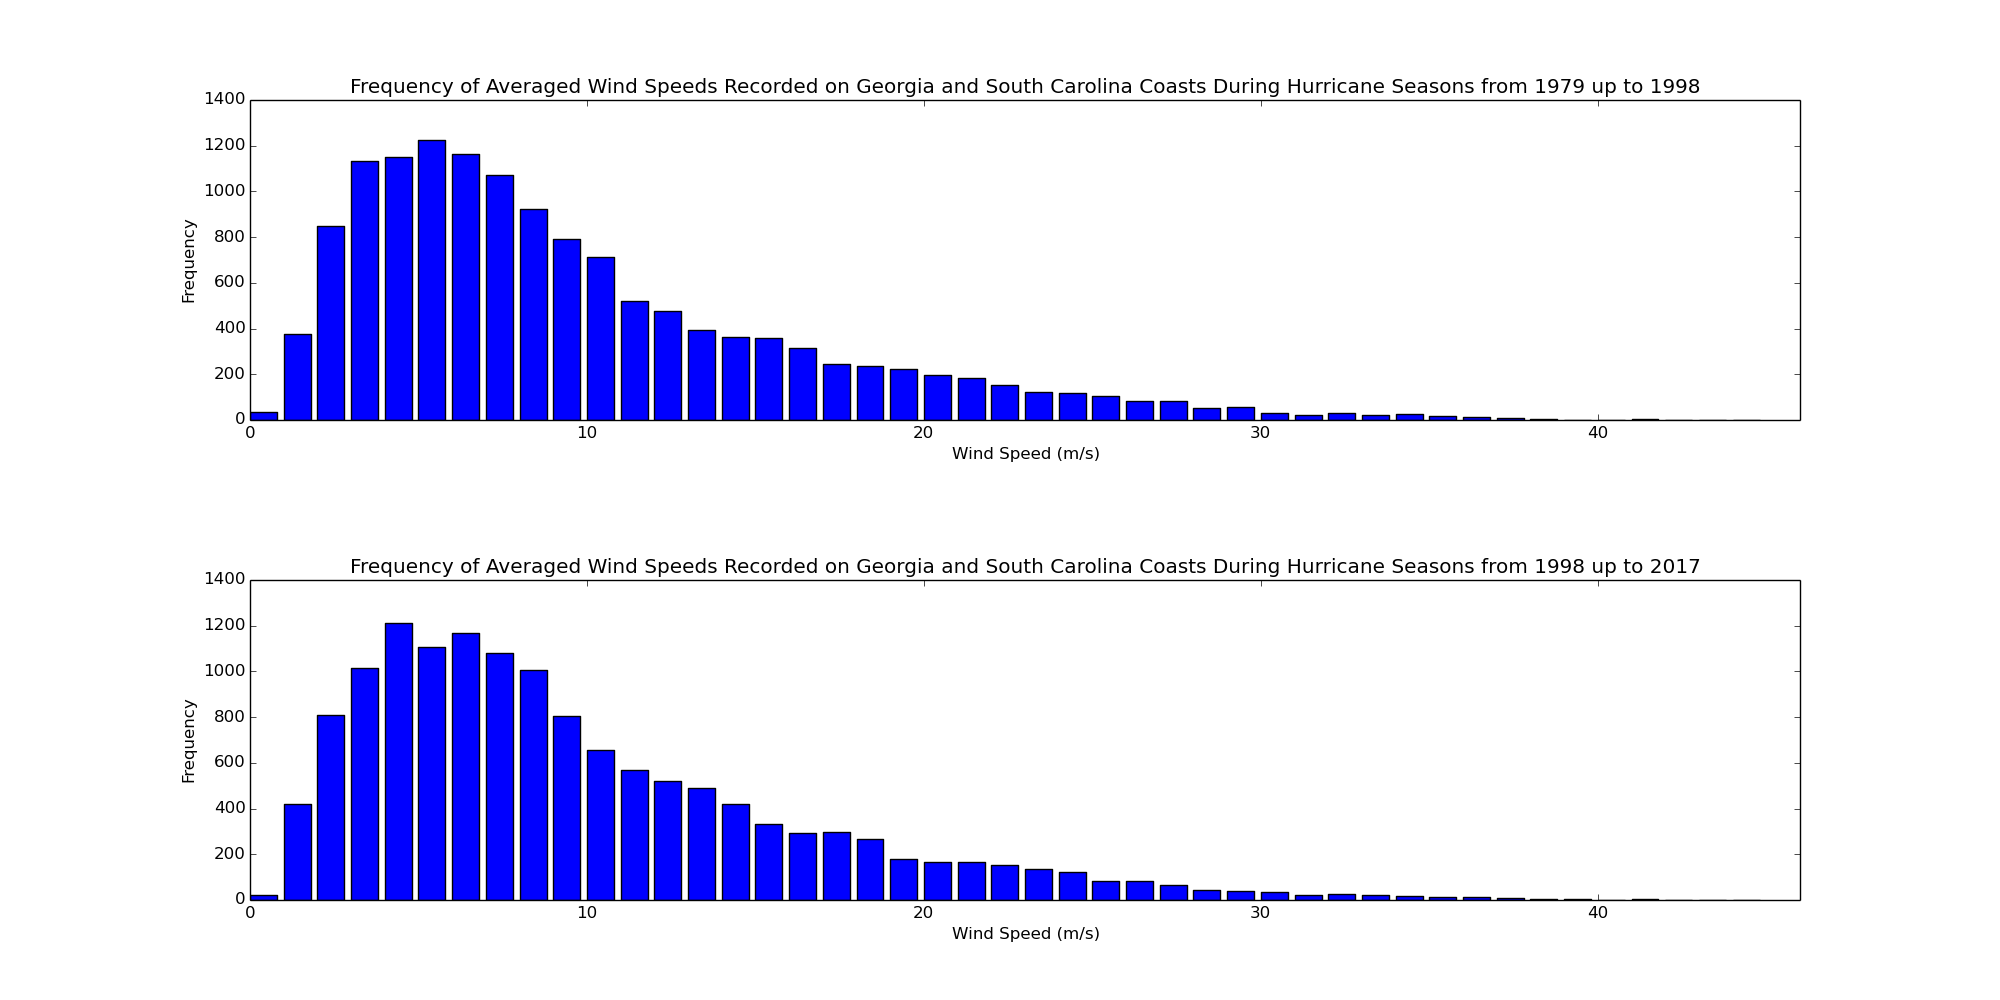 Frequency of Averaged Wind Speeds Recorded on Georgia and South Carolina Coasts During Hurricane Seasons from 1979 up to 1998
1400
1200
1000
800
600
400
200
0
Frequency
0 10 20 30 40
Wind Speed (m/s)
Frequency of Averaged Wind Speeds Recorded on Georgia and South Carolina Coasts During Hurricane Seasons from 1998 up to 2017
1400
1200
1000
800
600
400
200
0
Frequency
0 10 20 30 40
Wind Speed (m/s)